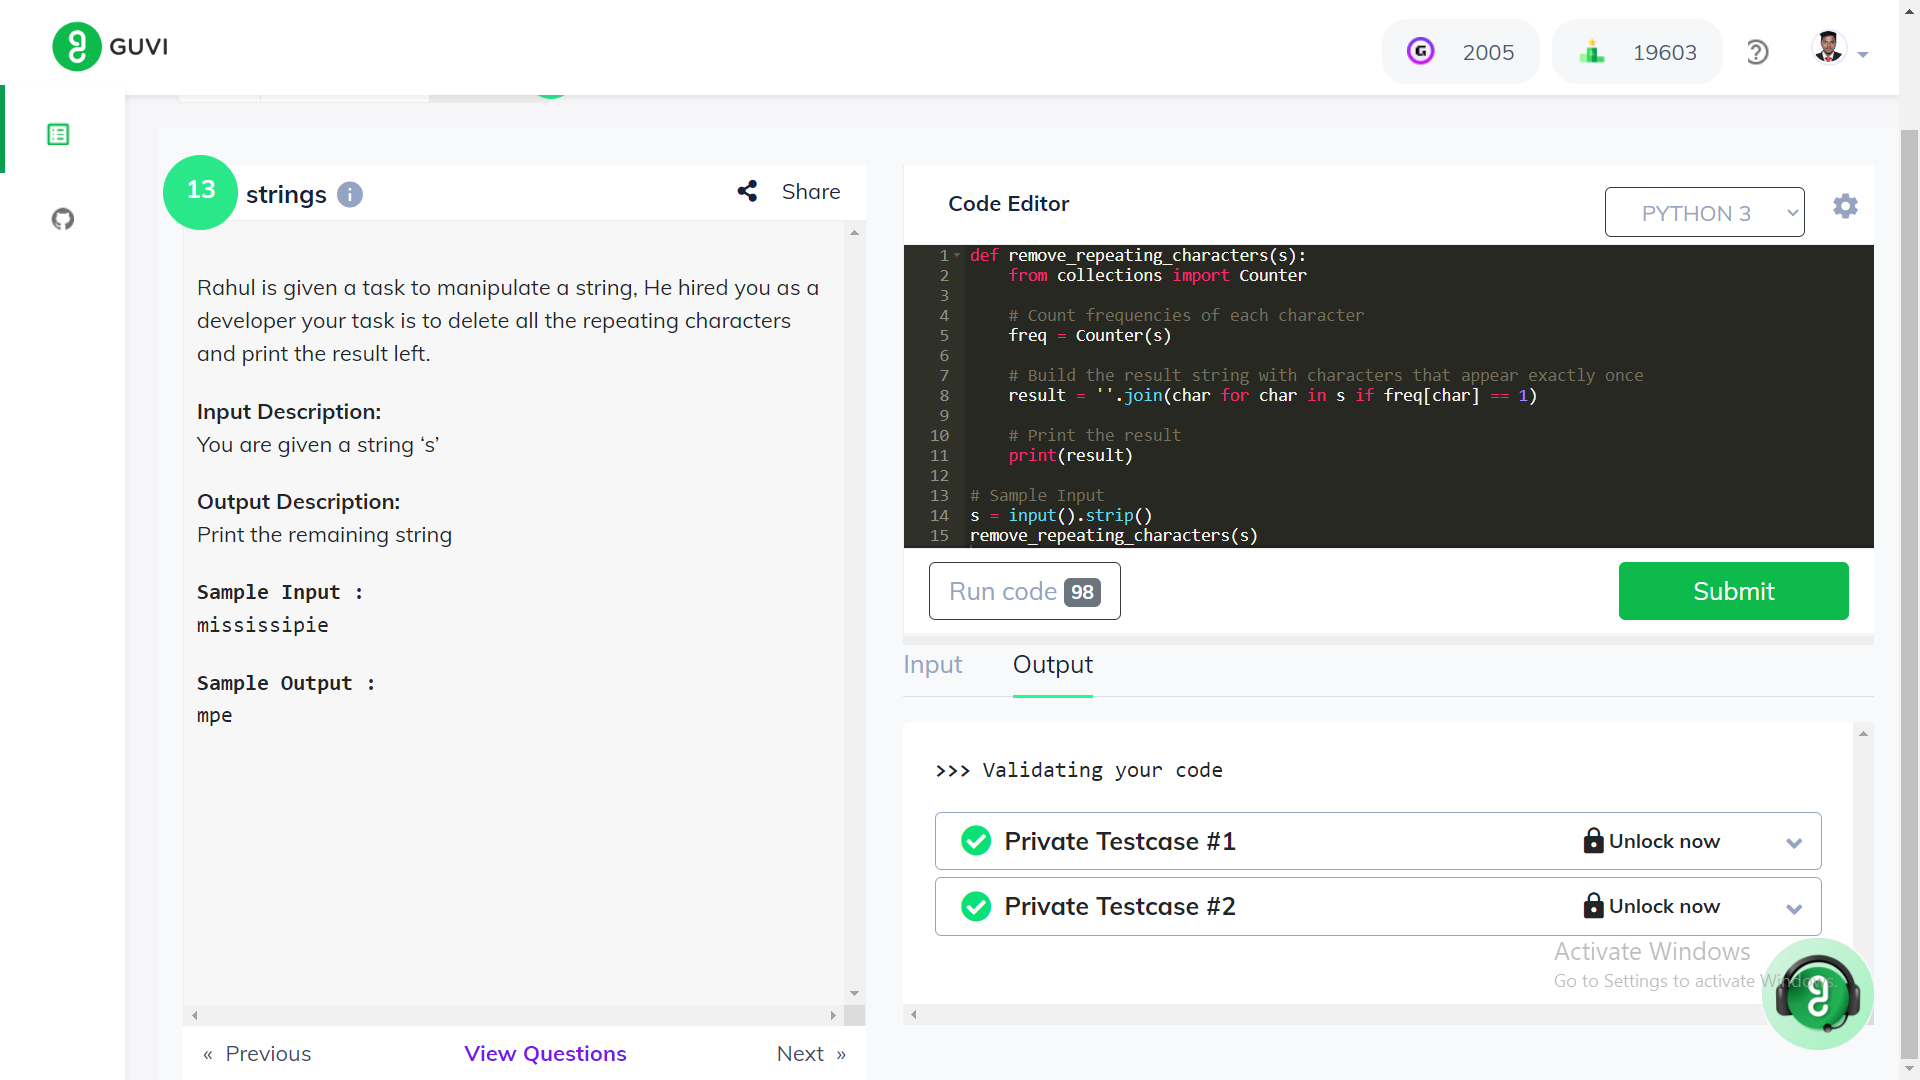 GUVI
2005
19603
13
strings
Share
Rahul is given a task to manipulate a string, He hired you as a
developer your task is to delete all the repeating characters
and print the result left.
Input Description:
You are given a string ‘s’
Output Description:
Print the remaining string
Sample Input :
mississipie
Sample Output :
mpe
« Previous
View Questions
Next »
Code Editor
PYTHON 3
1 def remove_repeating_characters(s):
2 from collections import Counter
3
4 # Count frequencies of each character
5 freq = Counter(s)
6
7 # Build the result string with characters that appear exactly once
8 result = ''.join(char for char in s if freq[char] == 1)
9
10 # Print the result
11 print(result)
12
13 # Sample Input
14 s = input().strip()
15 remove_repeating_characters(s)
Run code 98
Submit
Input
Output
>>> Validating your code
Private Testcase #1
Unlock now
Private Testcase #2
Unlock now
Activate Windows
Go to Settings to activate Windows.